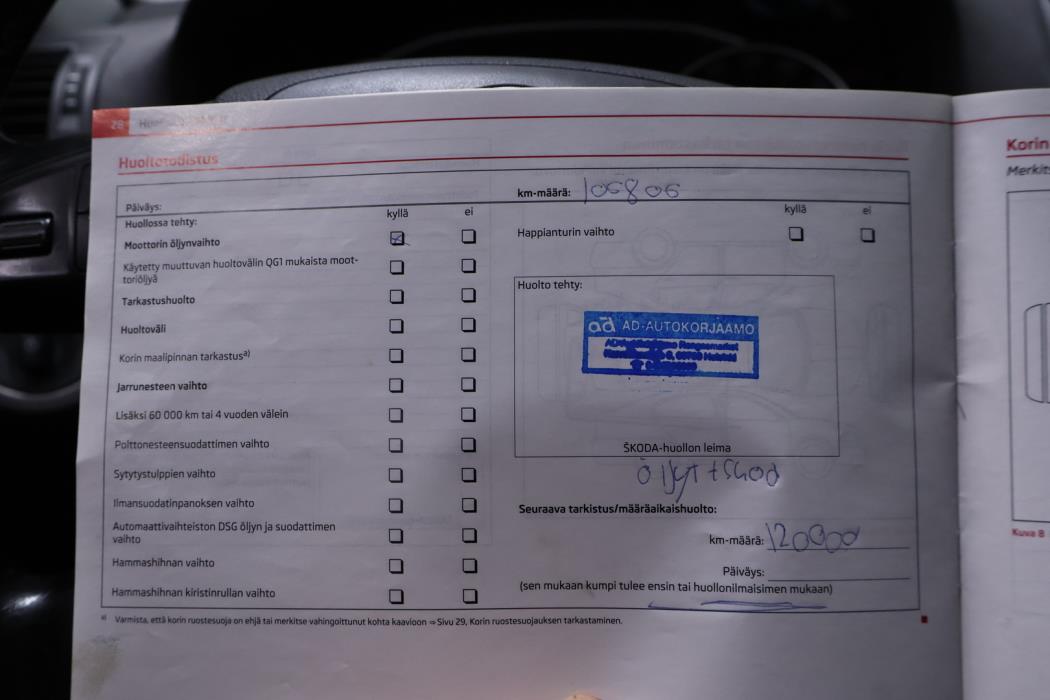 28
Huoltotodistus
Päiväys:
km-määrä: 106806
Huollossa tehty:
kyllä ei
kyllä ei
Moottorin öljynvaihto
Happianturin vaihto
Käytetty muuttuvan huoltovälin QG1 mukaista moot-
toriöljyä
Tarkastushuolto
Huoltoväli
Korin maalipinnan tarkastus a)
Jarrunesteen vaihto
Lisäksi 60 000 km tai 4 vuoden välein
Polttonesteensuodattimen vaihto
Sytytystulppien vaihto
Ilmansuodatinpanoksen vaihto
Automaattivaihteiston DSG öljyn ja suodattimen
vaihto
Hammashihnan vaihto
Hammashihnan kiristinrullan vaihto
Huolto tehty:
ad AD-AUTOKORJAAMO
ŠKODA-huollon leima
Öljyt + Suod
Seuraava tarkistus/määräaikaishuolto:
km-määrä: 120000
Päiväys:
(sen mukaan kumpi tulee ensin tai huollonilmaisimen mukaan)
a) Varmista, että korin ruostesuoja on ehjä tai merkitse vahingoittunut kohta kaavioon ⇒ Sivu 29, Korin ruostesuojauksen tarkastaminen.
Korin
Merkits
Kuva 8